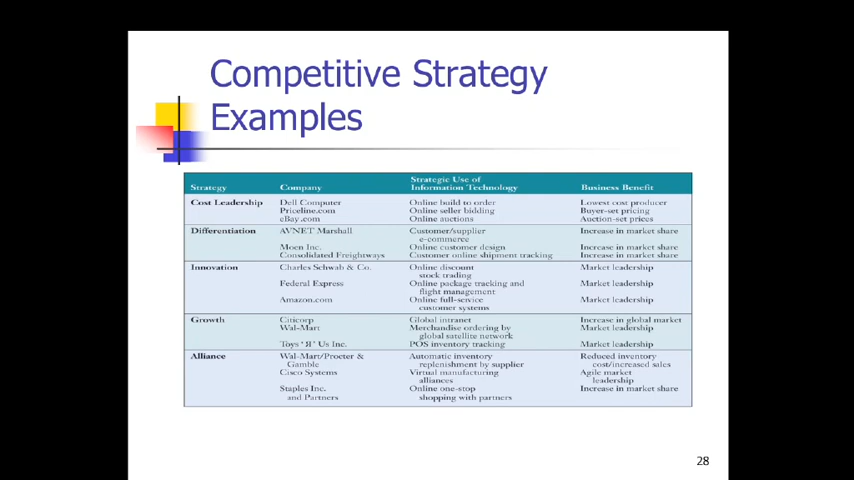 Competitive Strategy
Examples
Strategy Company Strategic Use of Information Technology Business Benefit
Cost Leadership Dell Computer Online build to order Lowest cost producer
Priceline.com Online seller bidding Buyer-set pricing
eBay.com Online auctions Auction-set prices
Differentiation AVNET Marshall Customer/supplier e-commerce Increase in market share
Moen Inc. Online customer design Increase in market share
Consolidated Freightways Customer online shipment tracking Increase in market share
Innovation Charles Schwab & Co. Online discount stock trading Market leadership
Federal Express Online package tracking and flight management Market leadership
Amazon.com Online full-service customer systems Market leadership
Growth Citicorp Global intranet Increase in global market
Wal-Mart Merchandise ordering by global satellite network Market leadership
Toys "Я" Us Inc. POS inventory tracking Market leadership
Alliance Wal-Mart/Procter & Gamble Automatic inventory replenishment by supplier Reduced inventory cost/increased sales
Cisco Systems Virtual manufacturing alliances Agile market leadership
Staples Inc. and Partners Online one-stop shopping with partners Increase in market share
28